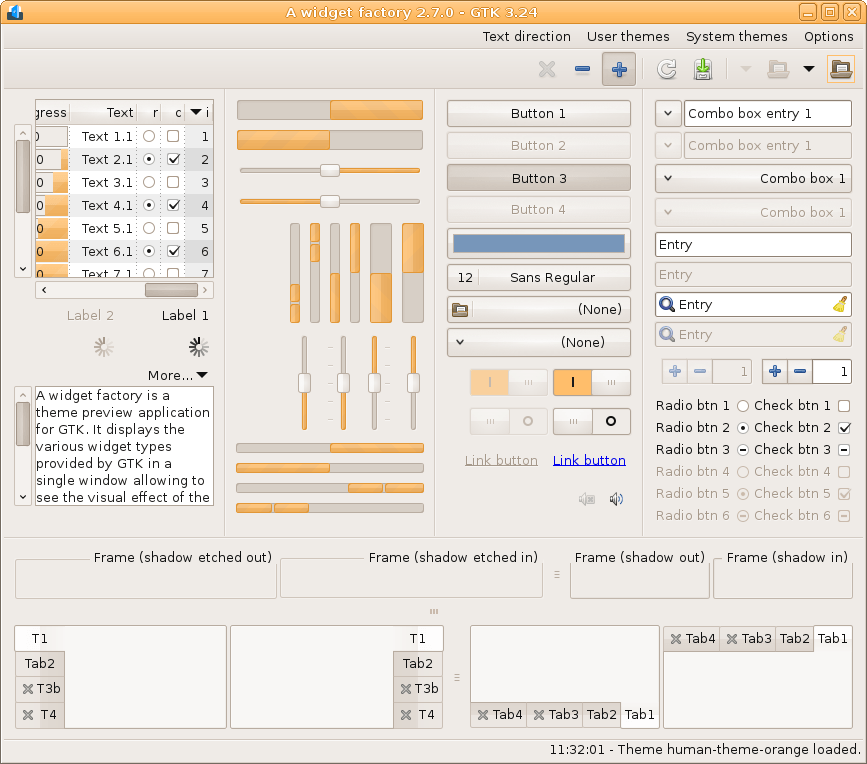 A widget factory 2.7.0 - GTK 3.24
Text direction User themes System themes Options
gress Text r c i
0 Text 1.1 1
0 Text 2.1 2
0 Text 3.1 3
0 Text 4.1 4
0 Text 5.1 5
0 Text 6.1 6
Text 7.1 7
Label 2 Label 1
More...
A widget factory is a
theme preview application
for GTK. It displays the
various widget types
provided by GTK in a
single window allowing to
see the visual effect of the
Button 1
Button 2
Button 3
Button 4
12 Sans Regular
(None)
(None)
Link button Link button
Combo box entry 1
Combo box entry 1
Combo box 1
Combo box 1
Entry
Entry
Entry
Entry
1 1
Radio btn 1 Check btn 1
Radio btn 2 Check btn 2
Radio btn 3 Check btn 3
Radio btn 4 Check btn 4
Radio btn 5 Check btn 5
Radio btn 6 Check btn 6
Frame (shadow etched out) Frame (shadow etched in) Frame (shadow out) Frame (shadow in)
T1
Tab2
T3b
T4
T1
Tab2
T3b
T4
Tab4 Tab3 Tab2 Tab1
Tab4 Tab3 Tab2 Tab1
11:32:01 - Theme human-theme-orange loaded.